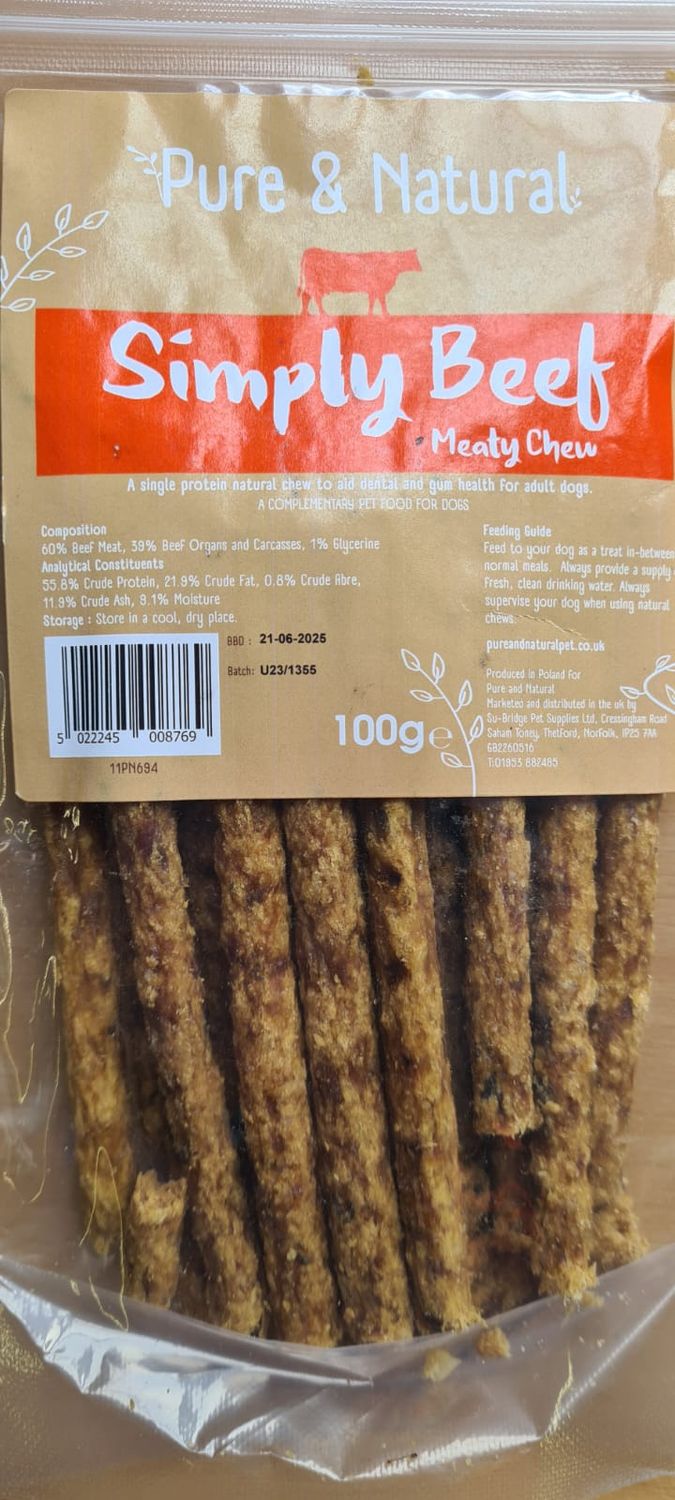 Pure & Natural
Simply Beef
Meaty Chew
A single protein natural chew to aid dental and gum health for adult dogs.
A COMPLEMENTARY PET FOOD FOR DOGS
Composition
60% Beef Meat, 39% Beef Organs and Carcasses, 1% Glycerine
Analytical Constituents
55.8% Crude Protein, 21.9% Crude Fat, 0.8% Crude Fibre,
11.9% Crude Ash, 9.1% Moisture
Storage : Store in a cool, dry place.
Feeding Guide
Feed to your dog as a treat in-between
normal meals. Always provide a supply
fresh, clean drinking water. Always
supervise your dog when using natural
chews.
pureandnaturalpet.co.uk
BBD : 21-06-2025
Batch: U23/1355
5 022245 008769
11PN694
100g e
Produced in Poland for
Pure and Natural
Marketed and distributed in the uk by
Su-Bridge Pet Supplies Ltd, Cressingham Road
Saham Toney, Thetford, Norfolk, IP25 7AA
GB2260516
T:01953 882485